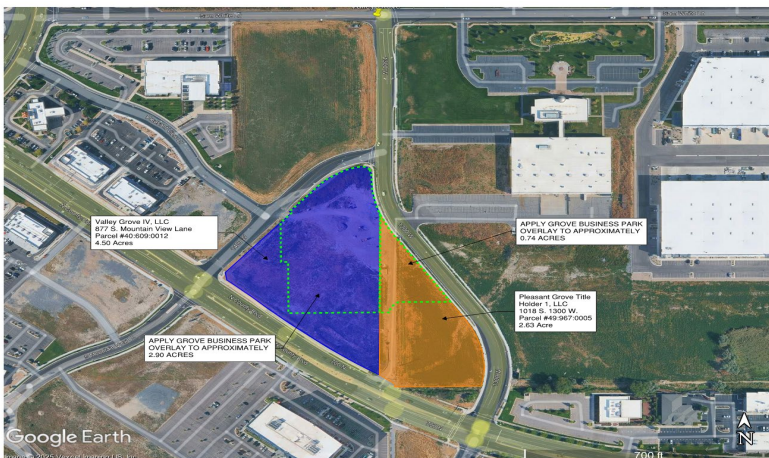 Valley Grove IV, LLC
877 S. Mountain View Lane
Parcel #40:609:0012
4.50 Acres
APPLY GROVE BUSINESS PARK
OVERLAY TO APPROXIMATELY
0.74 ACRES
Pleasant Grove Title
Holder 1, LLC
1018 S. 1300 W.
Parcel #49:967:0005
2.63 Acre
APPLY GROVE BUSINESS PARK
OVERLAY TO APPROXIMATELY
2.90 ACRES
Google Earth
N
700 ft